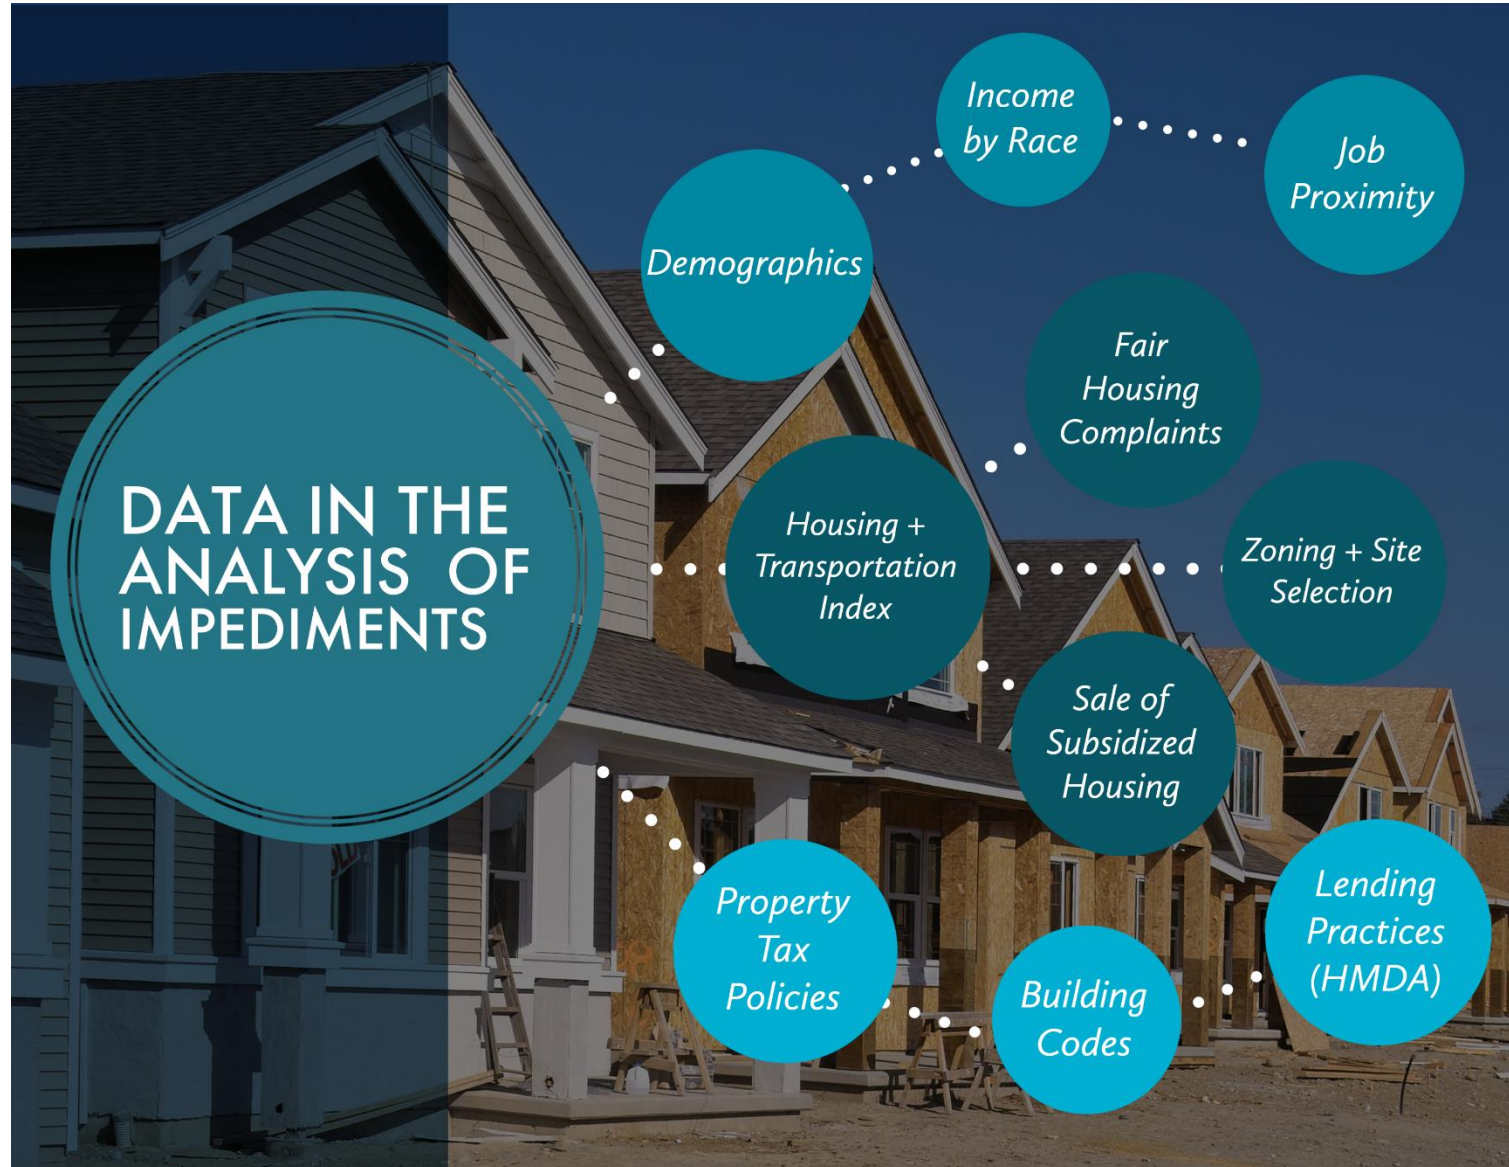 DATA IN THE
ANALYSIS OF
IMPEDIMENTS
Demographics
Income
by Race
Job
Proximity
Housing +
Transportation
Index
Fair
Housing
Complaints
Zoning + Site
Selection
Sale of
Subsidized
Housing
Property
Tax
Policies
Building
Codes
Lending
Practices
(HMDA)